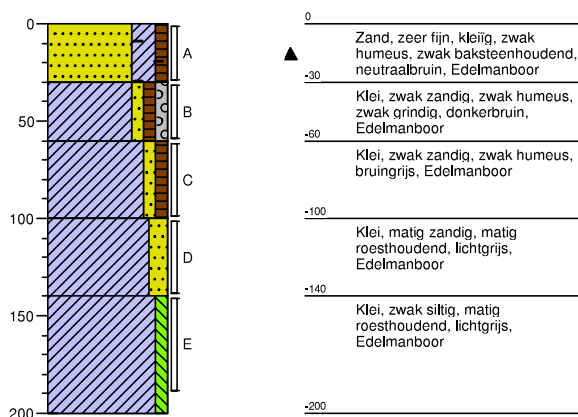 0
50
100
150
200
A
B
C
D
E
0
Zand, zeer fijn, kleiïg, zwak
humeus, zwak baksteenhoudend,
neutraalbruin, Edelmanboor
-30
Klei, zwak zandig, zwak humeus,
zwak grindig, donkerbruin,
Edelmanboor
-60
Klei, zwak zandig, zwak humeus,
bruingrijs, Edelmanboor
-100
Klei, matig zandig, matig
roesthoudend, lichtgrijs,
Edelmanboor
-140
Klei, zwak siltig, matig
roesthoudend, lichtgrijs,
Edelmanboor
-200